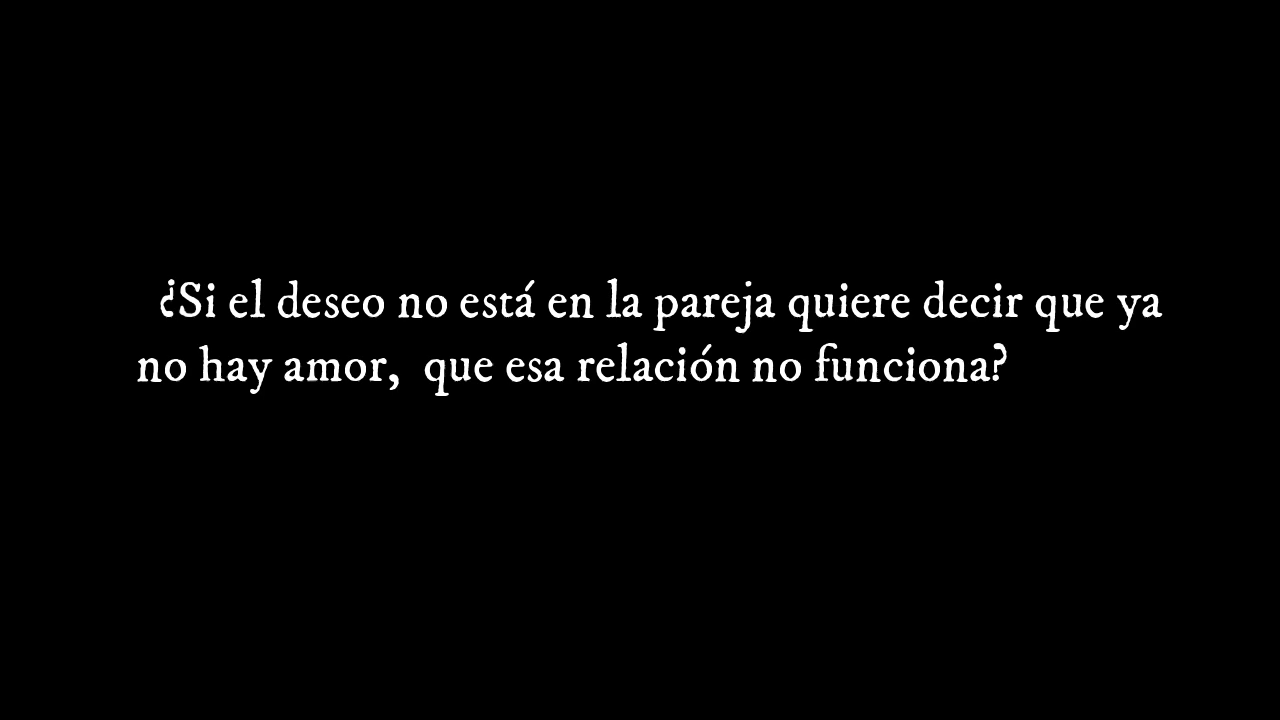 ¿Si el deseo no está en la pareja quiere decir que ya
no hay amor, que esa relación no funciona?